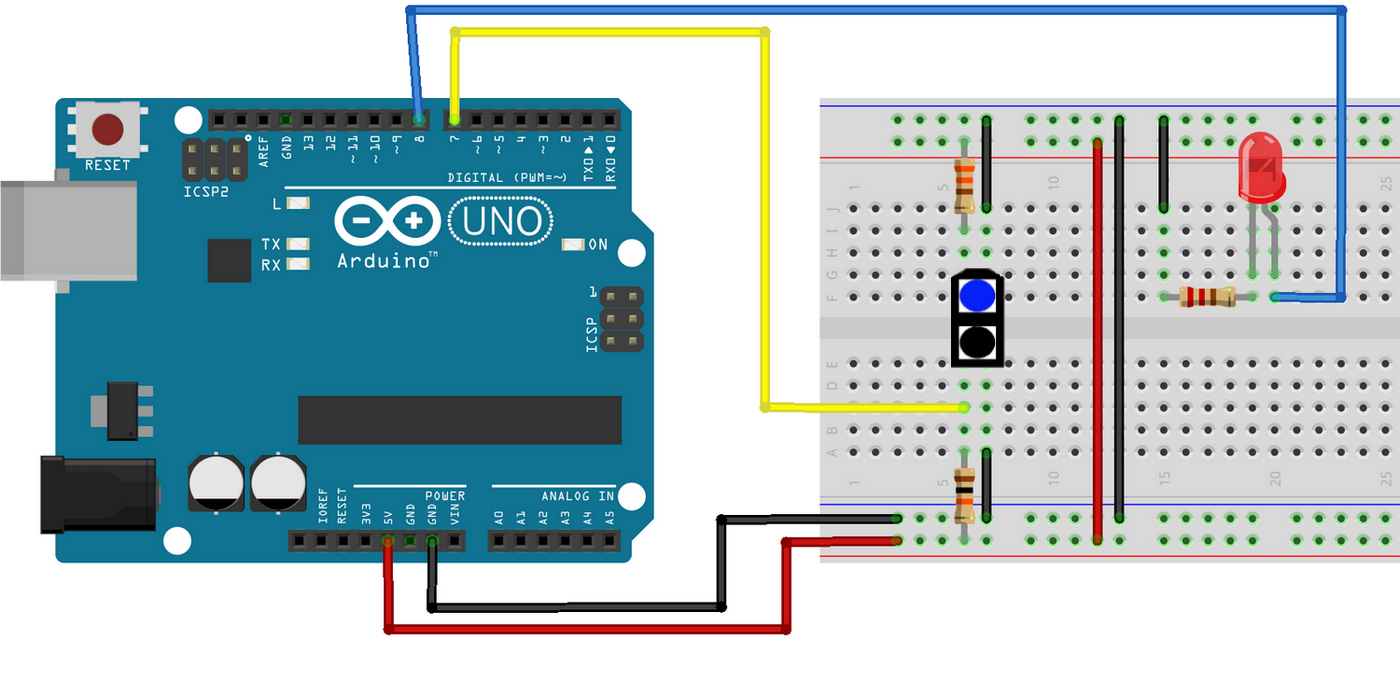 RESET
ICSP2
AREF
GND
13
12
~11
~10
~9
8
7
~6
~5
4
~3
2
TX0▶1
RX0◀0
DIGITAL (PWM=~)
L
TX
RX
UNO
Arduino™
ON
1
ICSP
IOREF
RESET
3V3
5V
GND
GND
VIN
POWER
ANALOG IN
A0
A1
A2
A3
A4
A5
1
5
10
15
20
25
J
I
H
G
F
E
D
B
A
1
5
10
15
20
25